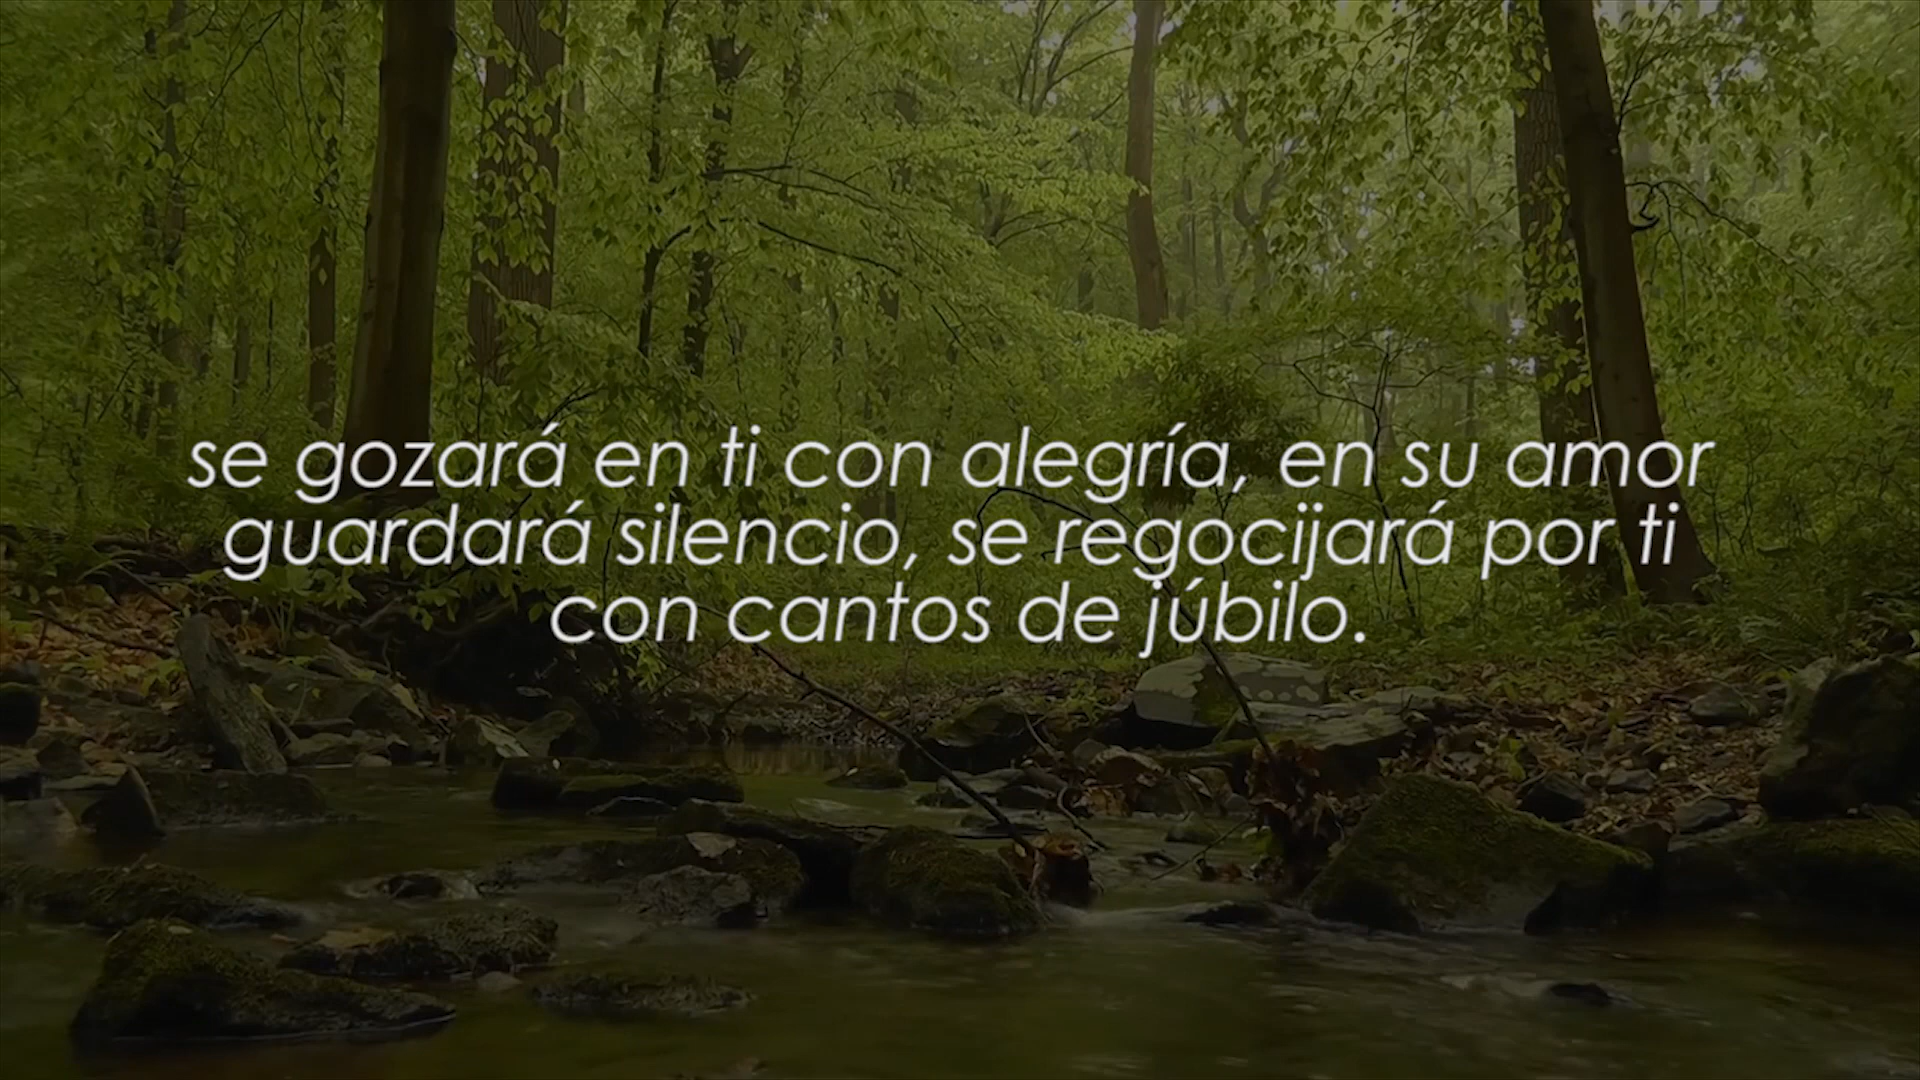 se gozará en ti con alegría, en su amor
guardará silencio, se regocijará por ti
con cantos de júbilo.